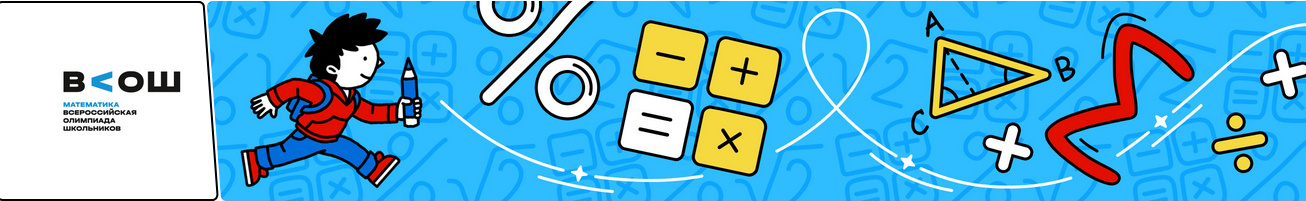 ВСОШ
МАТЕМАТИКА
ВСЕРОССИЙСКАЯ
ОЛИМПИАДА
ШКОЛЬНИКОВ
%
− +
= ×
A
B
C
Σ
+
÷